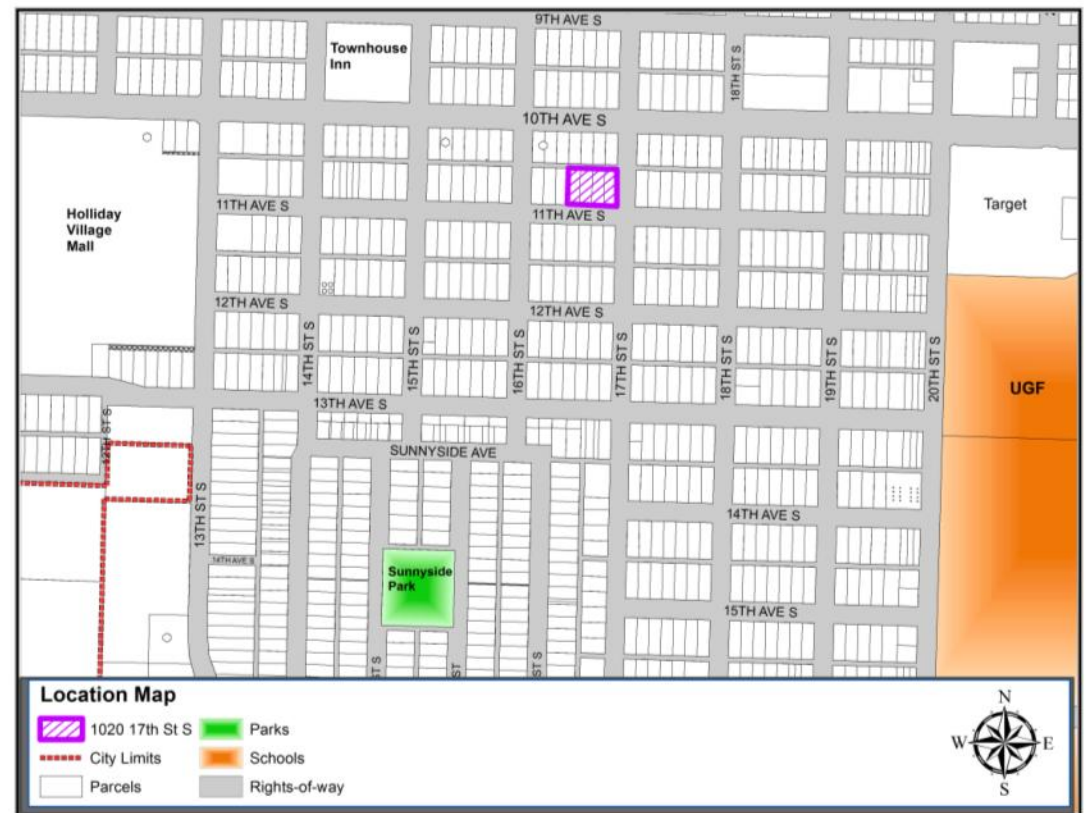 9TH AVE S
Townhouse
Inn
18TH ST S
10TH AVE S
Holliday
Village
Mall
11TH AVE S
11TH AVE S
Target
12TH AVE S
12TH AVE S
14TH ST S
15TH ST S
16TH ST S
17TH ST S
18TH ST S
19TH ST S
20TH ST S
UGF
13TH AVE S
12TH ST S
SUNNYSIDE AVE
13TH ST S
14TH AVE S
14TH AVE S
Sunnyside
Park
15TH AVE S
ST S
ST
ST S
Location Map
1020 17th St S
Parks
City Limits
Schools
Parcels
Rights-of-way
N
W
E
S